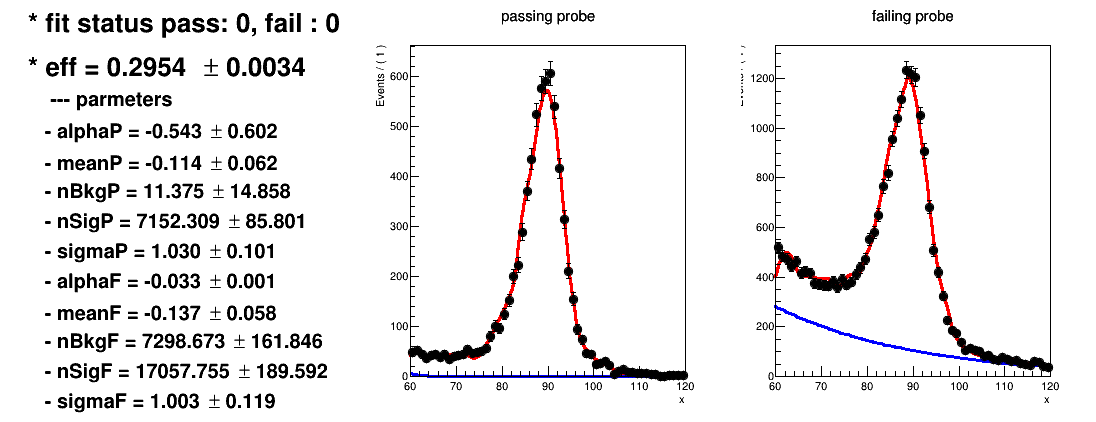 * fit status pass: 0, fail : 0
* eff = 0.2954 ± 0.0034
--- parmeters
- alphaP = -0.543 ± 0.602
- meanP = -0.114 ± 0.062
- nBkgP = 11.375 ± 14.858
- nSigP = 7152.309 ± 85.801
- sigmaP = 1.030 ± 0.101
- alphaF = -0.033 ± 0.001
- meanF = -0.137 ± 0.058
- nBkgF = 7298.673 ± 161.846
- nSigF = 17057.755 ± 189.592
- sigmaF = 1.003 ± 0.119
passing probe
Events / ( 1 )
600
500
400
300
200
100
0
60 70 80 90 100 110 120
x
failing probe
1200
1000
800
600
400
200
0
60 70 80 90 100 110 120
x